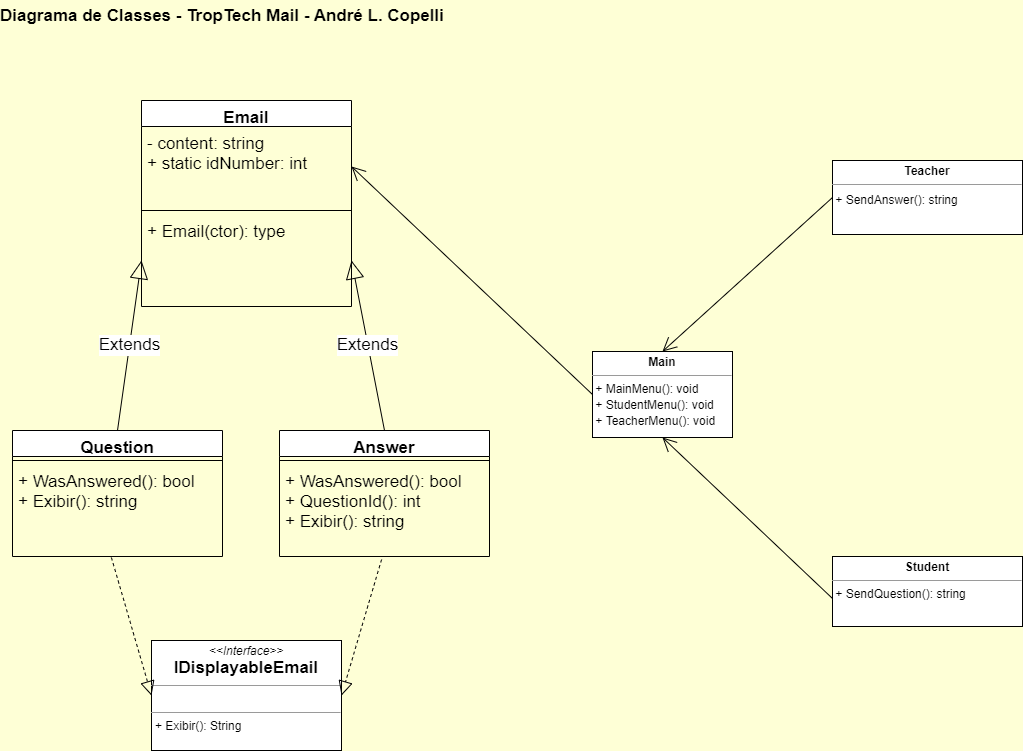 Diagrama de Classes - TropTech Mail - André L. Copelli
Email
- content: string
+ static idNumber: int
+ Email(ctor): type
Extends
Extends
Question
+ WasAnswered(): bool
+ Exibir(): string
Answer
+ WasAnswered(): bool
+ QuestionId(): int
+ Exibir(): string
<<Interface>>
IDisplayableEmail
+ Exibir(): String
Teacher
+ SendAnswer(): string
Main
+ MainMenu(): void
+ StudentMenu(): void
+ TeacherMenu(): void
Student
+ SendQuestion(): string